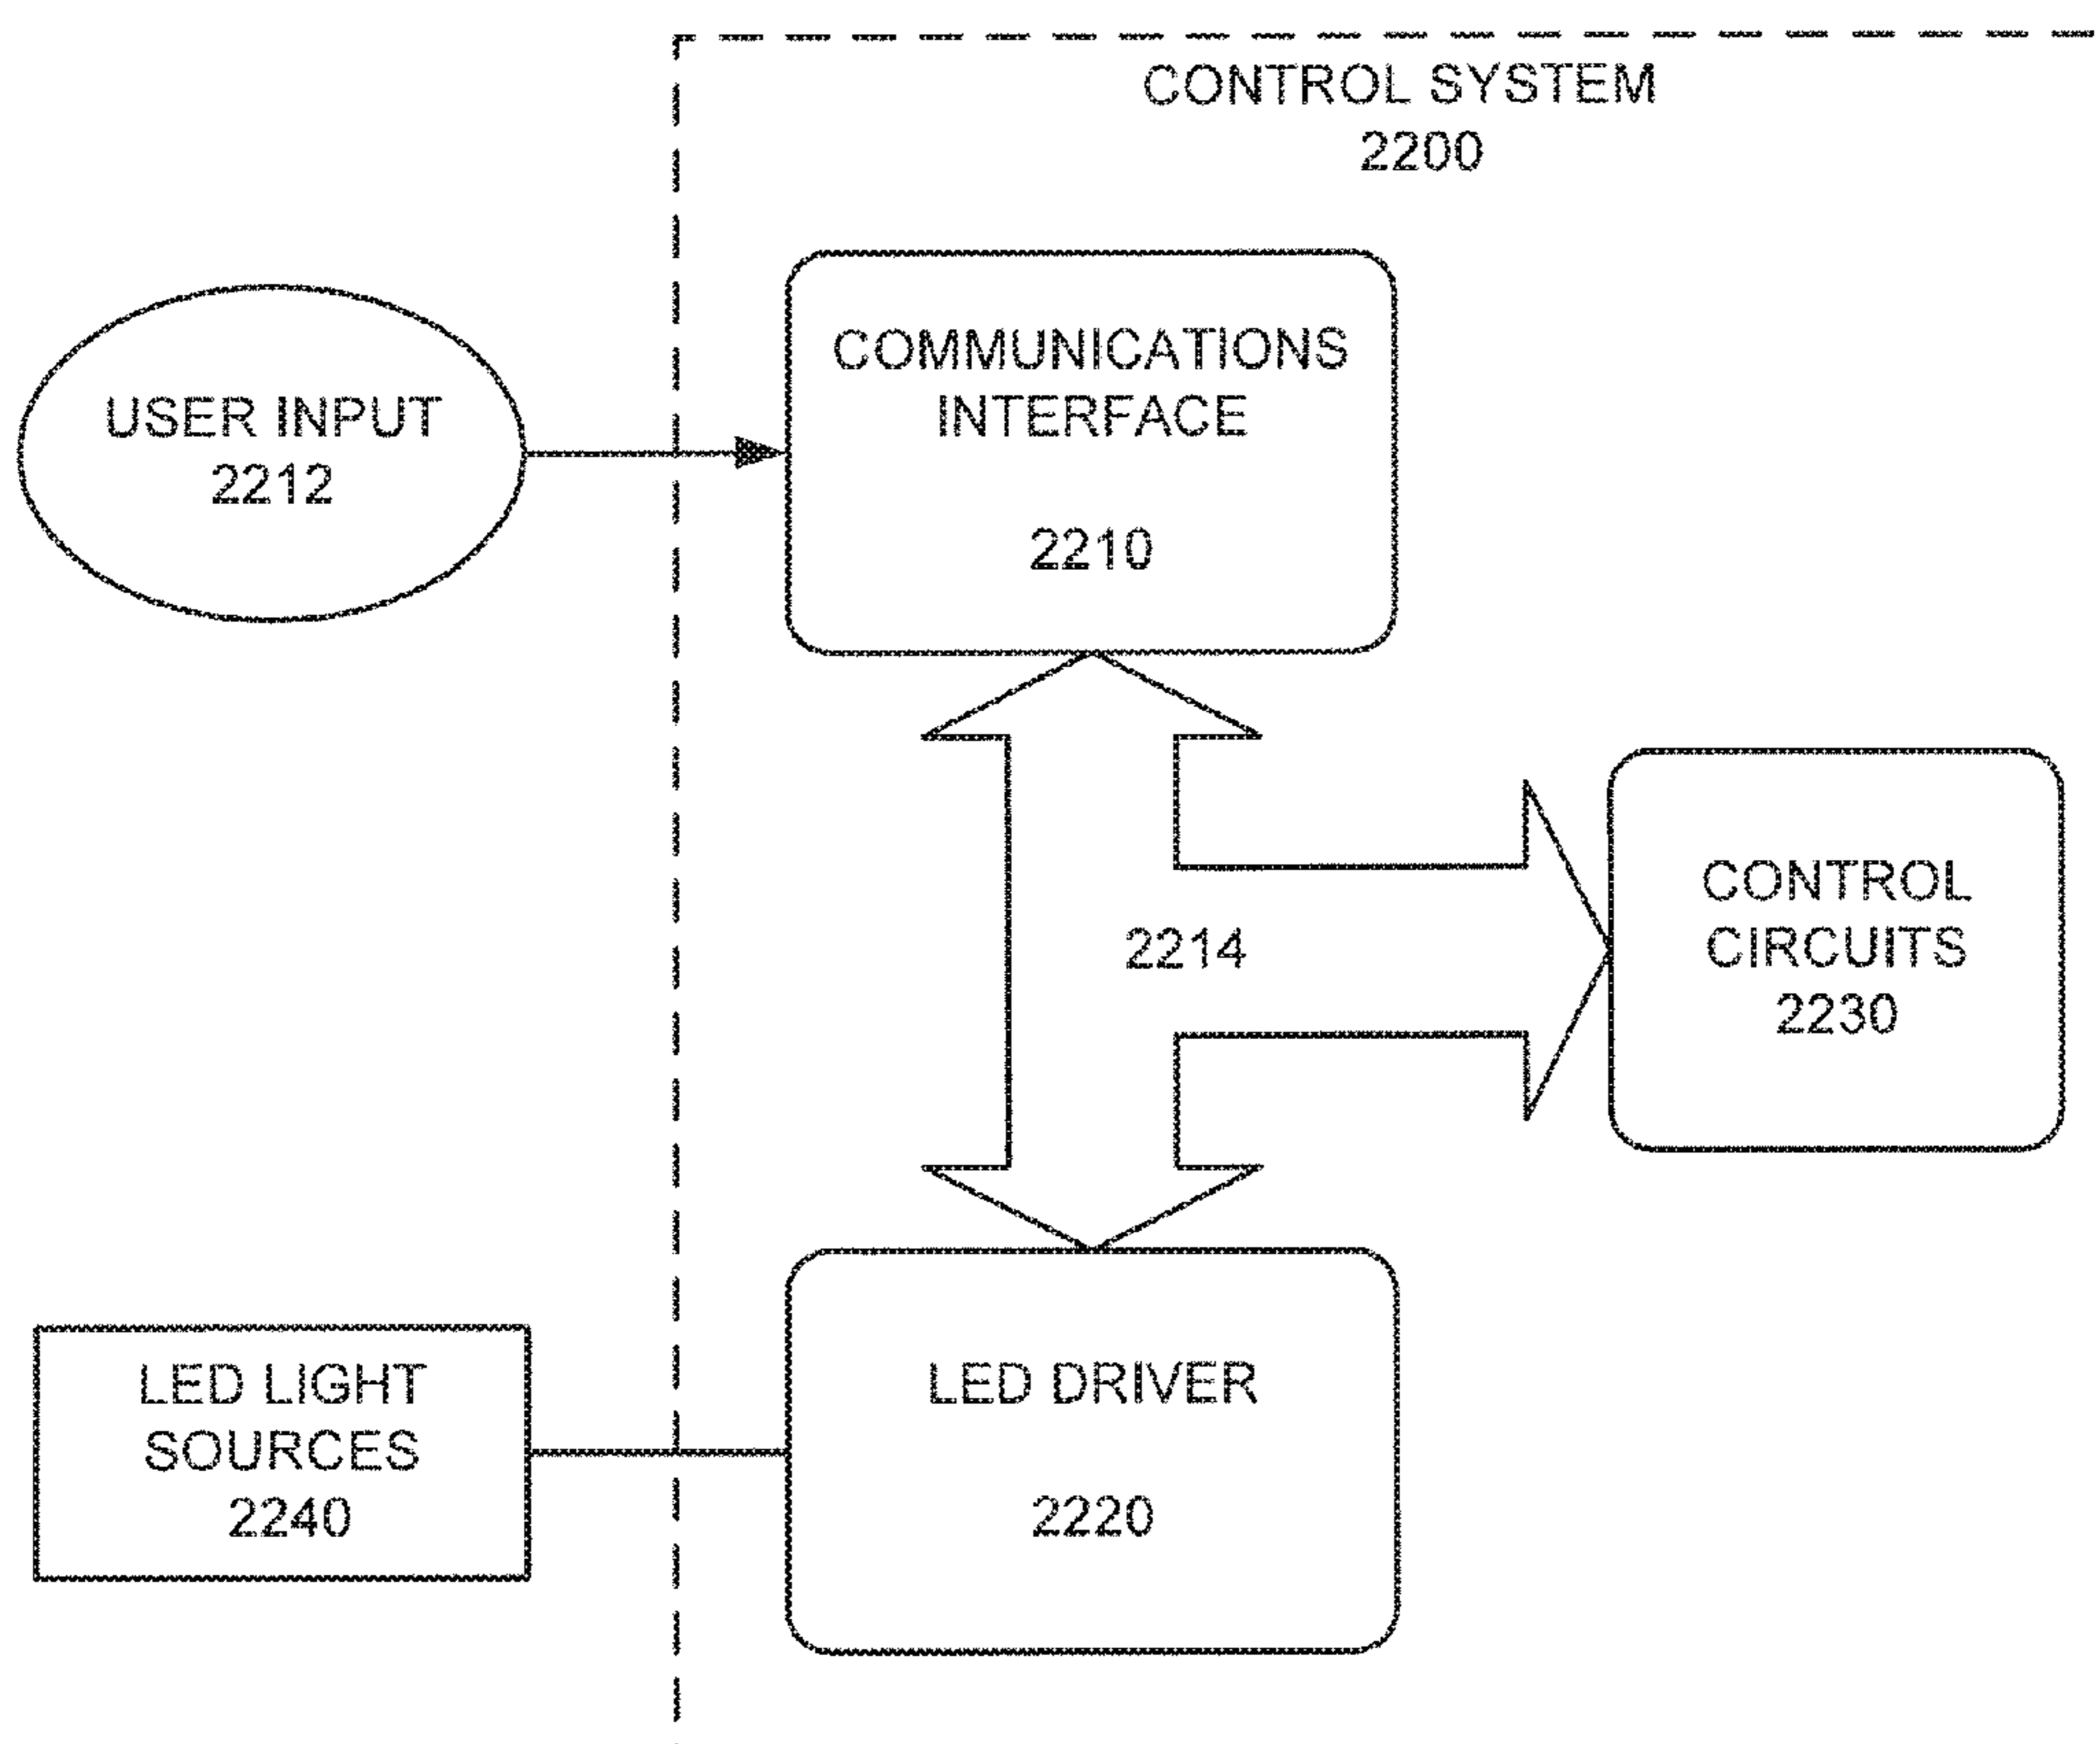 CONTROL SYSTEM
2200
USER INPUT
2212
COMMUNICATIONS
INTERFACE
2210
2214
CONTROL
CIRCUITS
2230
LED LIGHT
SOURCES
2240
LED DRIVER
2220